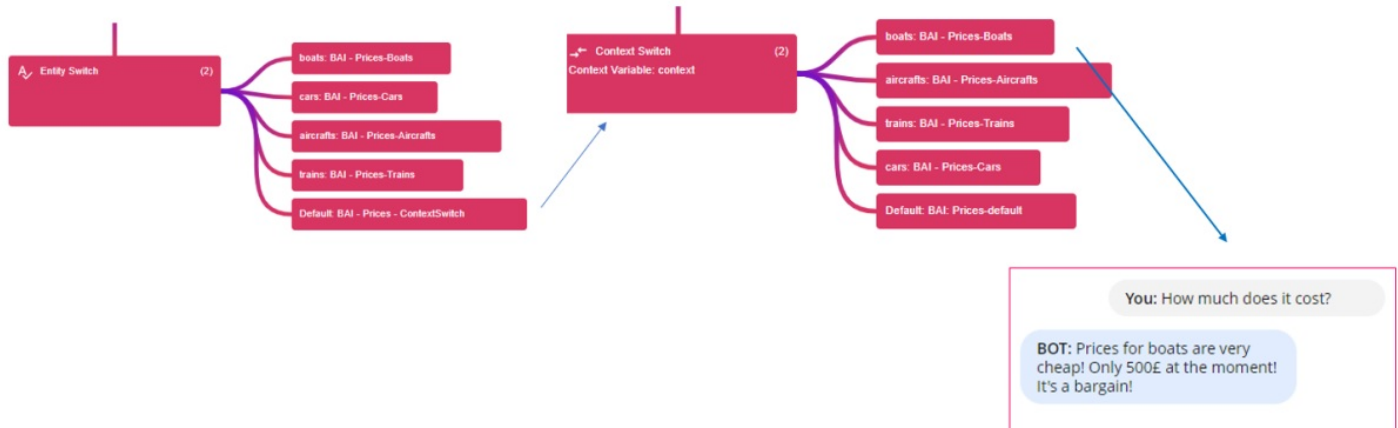 Entity Switch (2)
boats: BAI - Prices-Boats
cars: BAI - Prices-Cars
aircrafts: BAI - Prices-Aircrafts
trains: BAI - Prices-Trains
Default: BAI - Prices - ContextSwitch
Context Switch (2)
Context Variable: context
boats: BAI - Prices-Boats
aircrafts: BAI - Prices-Aircrafts
trains: BAI - Prices-Trains
cars: BAI - Prices-Cars
Default: BAI: Prices-default
You: How much does it cost?
BOT: Prices for boats are very
cheap! Only 500£ at the moment!
It's a bargain!